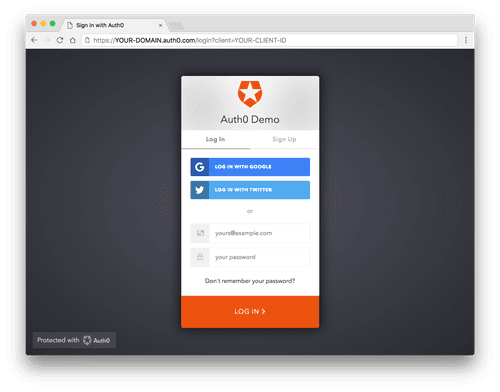 Sign In with Auth0
https://YOUR-DOMAIN.auth0.com/login?client=YOUR-CLIENT-ID
Auth0 Demo
Log In
Sign Up
LOG IN WITH GOOGLE
LOG IN WITH TWITTER
or
yours@example.com
your password
Don't remember your password?
LOG IN
Protected with Auth0